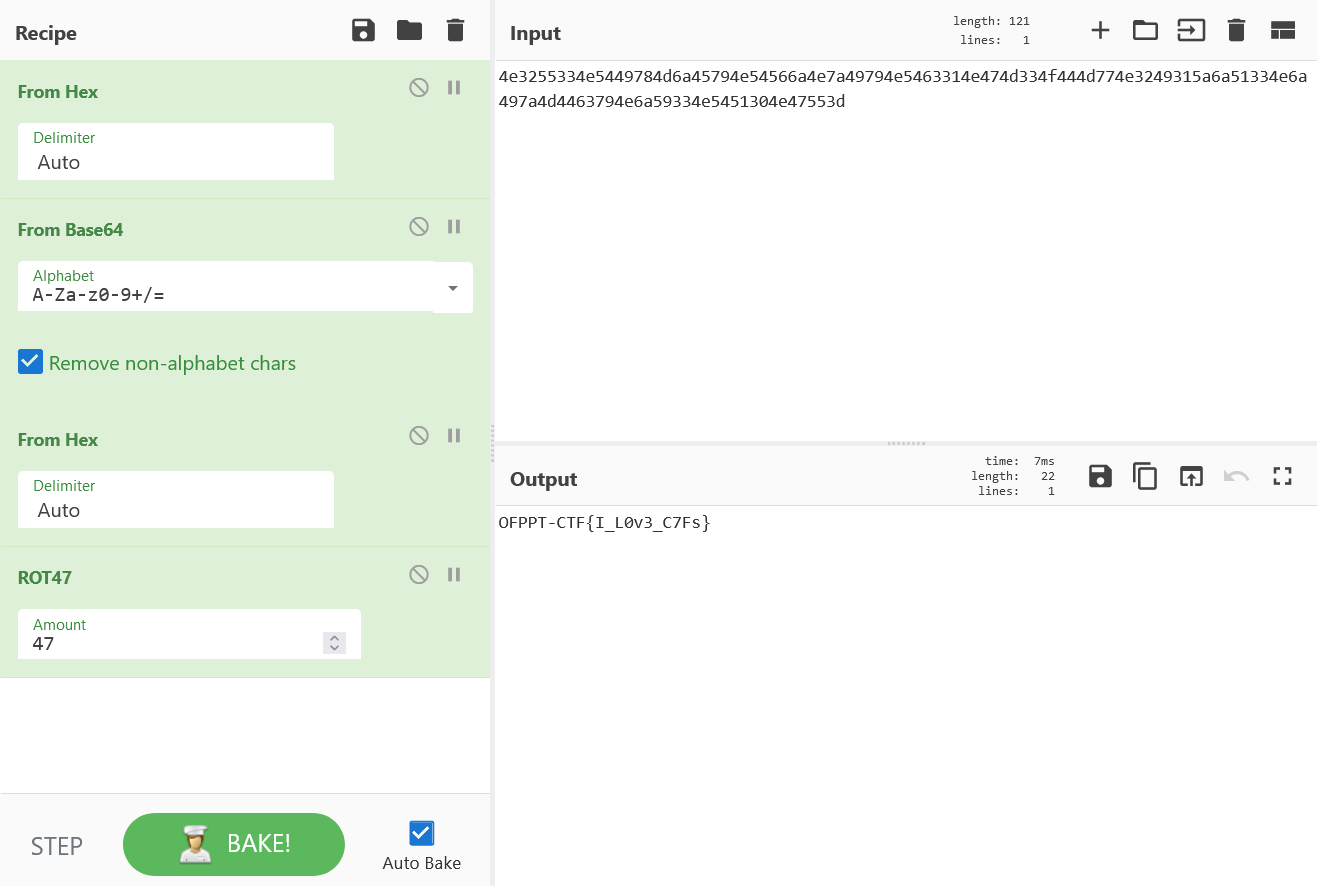 Recipe
From Hex
Delimiter
Auto
From Base64
Alphabet
A-Za-z0-9+/=
Remove non-alphabet chars
From Hex
Delimiter
Auto
ROT47
Amount
47
STEP
BAKE!
Auto Bake
Input
length: 121
lines: 1
4e3255334e5449784d6a45794e54566a4e7a49794e5463314e474d334f444d774e3249315a6a51334e6a
497a4d4463794e6a59334e5451304e47553d
Output
time: 7ms
length: 22
lines: 1
OFPPT-CTF{I_L0v3_C7Fs}